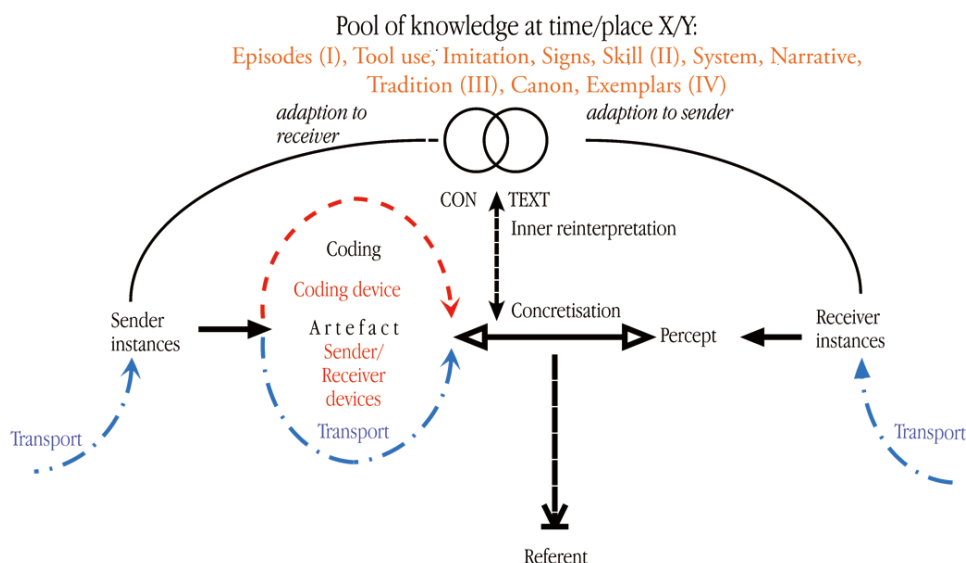 Pool of knowledge at time/place X/Y:
Episodes (I), Tool use, Imitation, Signs, Skill (II), System, Narrative,
Tradition (III), Canon, Exemplars (IV)
adaption to
receiver
adaption to sender
CON TEXT
Inner reinterpretation
Coding
Coding device
Concretisation
Sender
instances
Artefact
Sender/
Receiver
devices
Percept
Receiver
instances
Transport
Transport
Transport
Referent